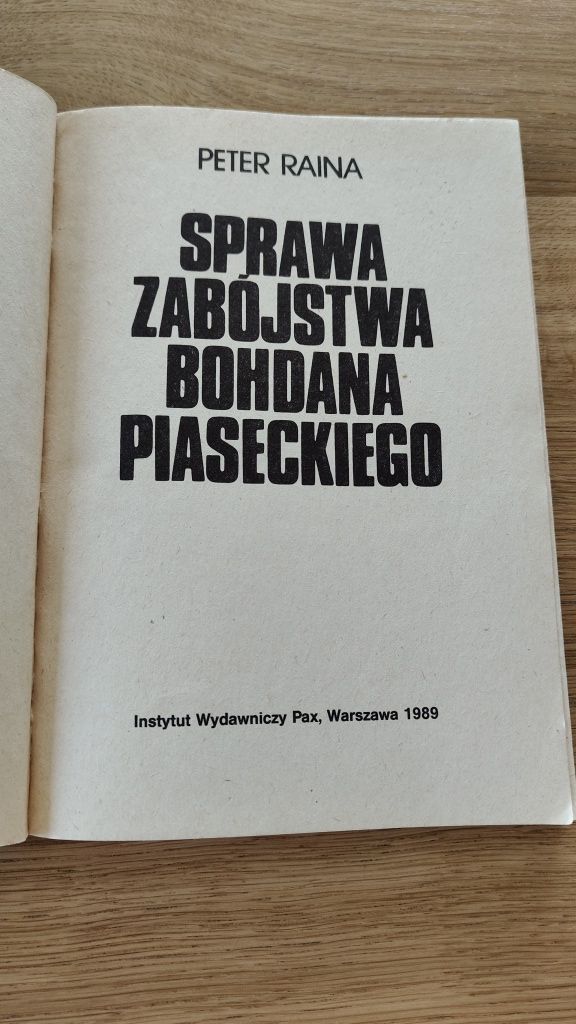 PETER RAINA
SPRAWA
ZABÓJSTWA
BOHDANA
PIASECKIEGO
Instytut Wydawniczy Pax, Warszawa 1989